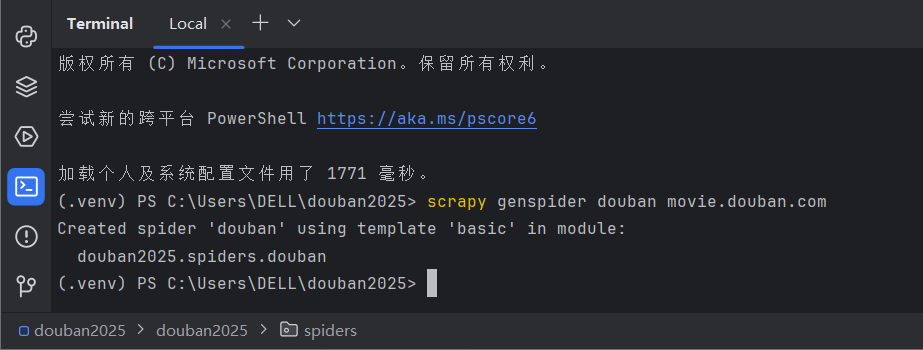 Terminal Local
版权所有 (C) Microsoft Corporation。保留所有权利。
尝试新的跨平台 PowerShell https://aka.ms/pscore6
加载个人及系统配置文件用了 1771 毫秒。
(.venv) PS C:\Users\DELL\douban2025> scrapy genspider douban movie.douban.com
Created spider 'douban' using template 'basic' in module:
  douban2025.spiders.douban
(.venv) PS C:\Users\DELL\douban2025>
douban2025 > douban2025 > spiders